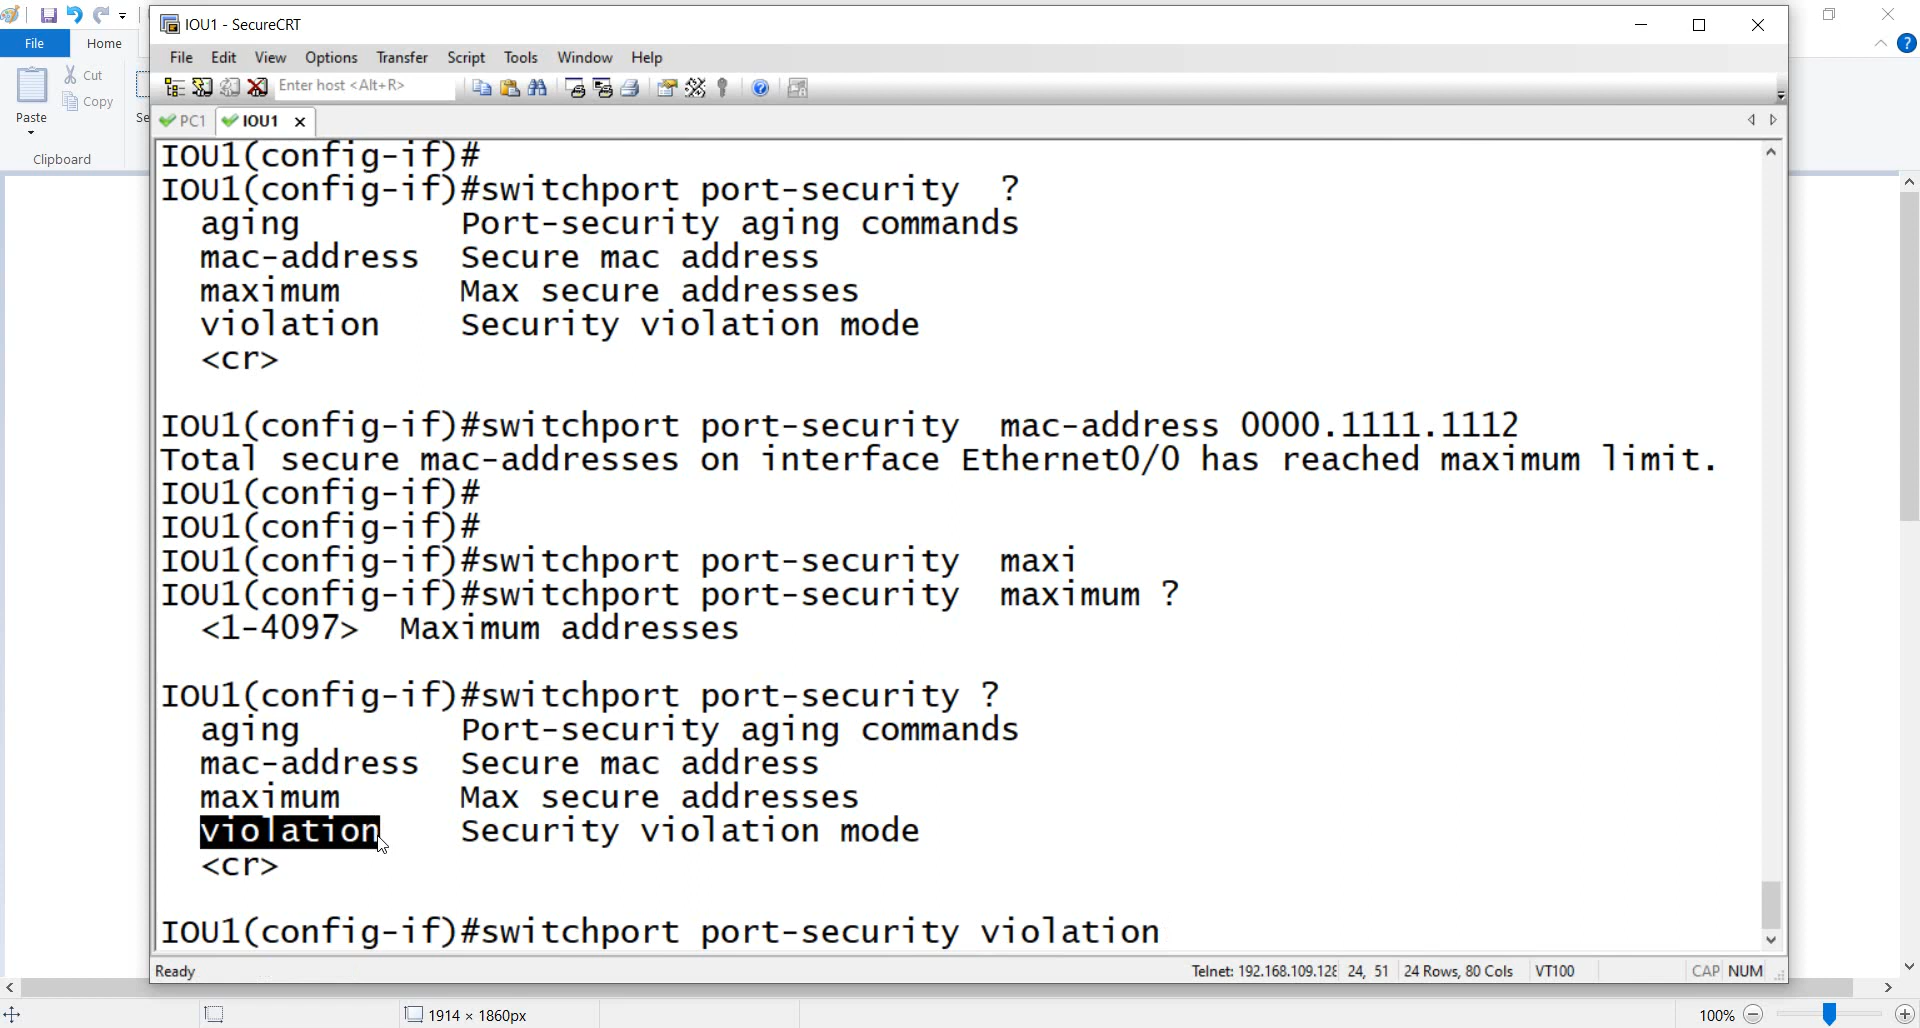 IOU1 - SecureCRT
File
Home
Cut
Copy
Paste
Clipboard
Se
File Edit View Options Transfer Script Tools Window Help
Enter host <Alt+R>
PC1
IOU1
IOU1(config-if)#
IOU1(config-if)#switchport port-security  ?
aging Port-security aging commands
mac-address Secure mac address
maximum Max secure addresses
violation Security violation mode
<cr>
IOU1(config-if)#switchport port-security  mac-address 0000.1111.1112
Total secure mac-addresses on interface Ethernet0/0 has reached maximum limit.
IOU1(config-if)#
IOU1(config-if)#
IOU1(config-if)#switchport port-security  maxi
IOU1(config-if)#switchport port-security  maximum ?
<1-4097>  Maximum addresses
IOU1(config-if)#switchport port-security ?
aging Port-security aging commands
mac-address Secure mac address
maximum Max secure addresses
violation Security violation mode
<cr>
IOU1(config-if)#switchport port-security violation
Ready
Telnet: 192.168.109.128 24, 51 24 Rows, 80 Cols VT100 CAP NUM
1914 × 1860px
100%